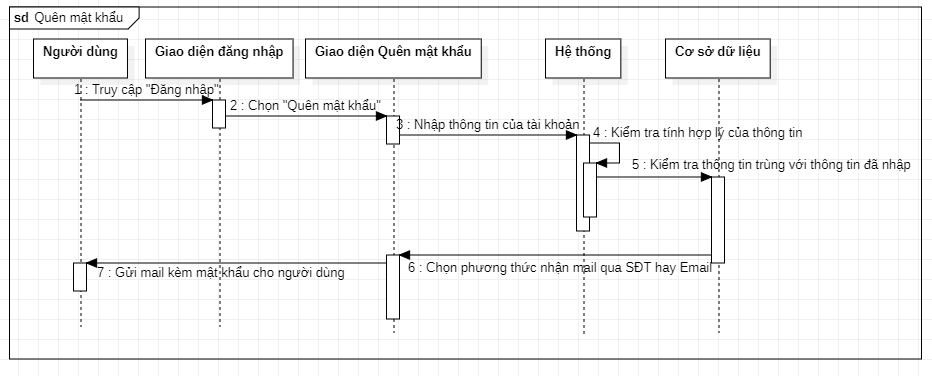 sd Quên mật khẩu
Người dùng
Giao diện đăng nhập
Giao diện Quên mật khẩu
Hệ thống
Cơ sở dữ liệu
1 : Truy cập "Đăng nhập"
2 : Chọn "Quên mật khẩu"
3 : Nhập thông tin của tài khoản
4 : Kiểm tra tính hợp lý của thông tin
5 : Kiểm tra thông tin trùng với thông tin đã nhập
6 : Chọn phương thức nhận mail qua SĐT hay Email
7 : Gửi mail kèm mật khẩu cho người dùng